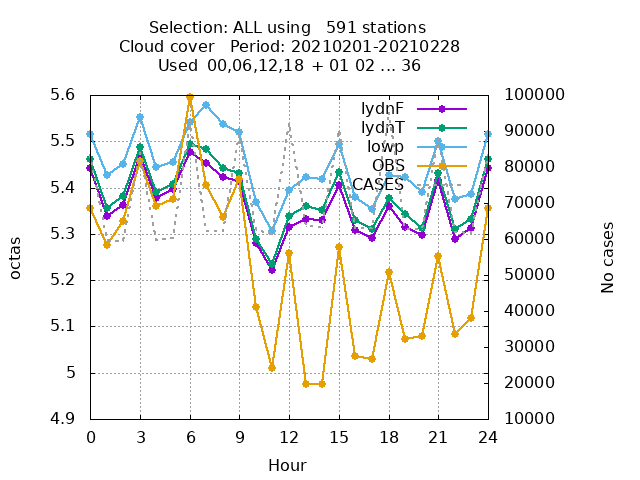 Selection: ALL using   591 stations
Cloud cover   Period: 20210201-20210228
Used  00,06,12,18  + 01 02 ... 36
5.6
5.5
5.4
5.3
5.2
5.1
5
4.9
octas
100000
90000
80000
70000
60000
50000
40000
30000
20000
10000
No cases
lydnF
lydnT
lowp
OBS
CASES
0 3 6 9 12 15 18 21 24
Hour